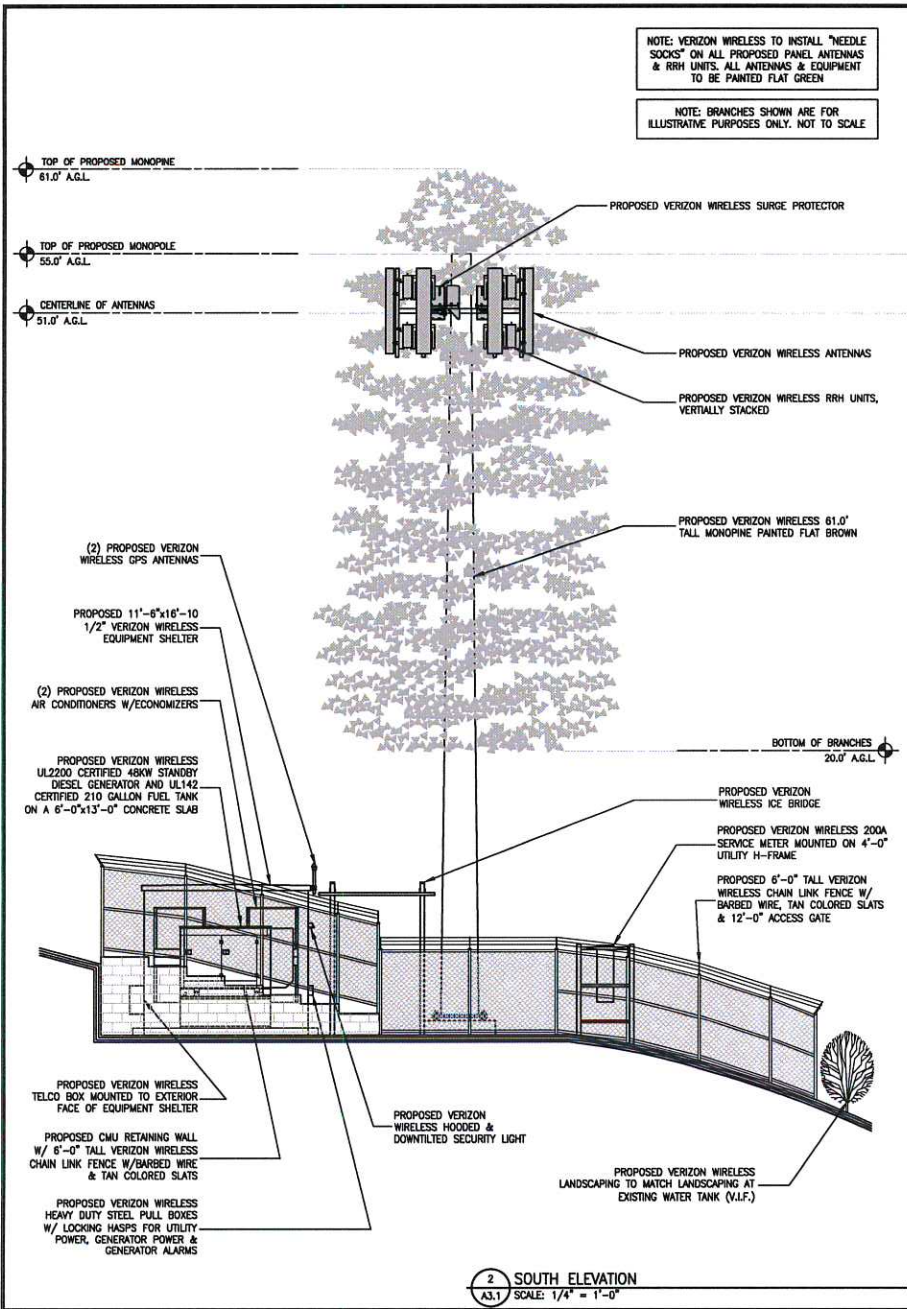 NOTE: VERIZON WIRELESS TO INSTALL "NEEDLE
SOCKS" ON ALL PROPOSED PANEL ANTENNAS
& RRH UNITS. ALL ANTENNAS & EQUIPMENT
TO BE PAINTED FLAT GREEN
NOTE: BRANCHES SHOWN ARE FOR
ILLUSTRATIVE PURPOSES ONLY. NOT TO SCALE
TOP OF PROPOSED MONOPINE
61.0' A.G.L.
PROPOSED VERIZON WIRELESS SURGE PROTECTOR
TOP OF PROPOSED MONOPOLE
55.0' A.G.L.
CENTERLINE OF ANTENNAS
51.0' A.G.L.
PROPOSED VERIZON WIRELESS ANTENNAS
PROPOSED VERIZON WIRELESS RRH UNITS,
VERTIALLY STACKED
PROPOSED VERIZON WIRELESS 61.0'
TALL MONOPINE PAINTED FLAT BROWN
(2) PROPOSED VERIZON
WIRELESS GPS ANTENNAS
PROPOSED 11'-6"x16'-10
1/2" VERIZON WIRELESS
EQUIPMENT SHELTER
(2) PROPOSED VERIZON WIRELESS
AIR CONDITIONERS W/ECONOMIZERS
BOTTOM OF BRANCHES
20.0' A.G.L.
PROPOSED VERIZON WIRELESS
UL2200 CERTIFIED 48KW STANDBY
DIESEL GENERATOR AND UL142
CERTIFIED 210 GALLON FUEL TANK
ON A 6'-0"x13'-0" CONCRETE SLAB
PROPOSED VERIZON
WIRELESS ICE BRIDGE
PROPOSED VERIZON WIRELESS 200A
SERVICE METER MOUNTED ON 4'-0"
UTILITY H-FRAME
PROPOSED 6'-0" TALL VERIZON
WIRELESS CHAIN LINK FENCE W/
BARBED WIRE, TAN COLORED SLATS
& 12'-0" ACCESS GATE
PROPOSED VERIZON WIRELESS
TELCO BOX MOUNTED TO EXTERIOR
FACE OF EQUIPMENT SHELTER
PROPOSED CMU RETAINING WALL
W/ 6'-0" TALL VERIZON WIRELESS
CHAIN LINK FENCE W/BARBED WIRE
& TAN COLORED SLATS
PROPOSED VERIZON WIRELESS
HEAVY DUTY STEEL PULL BOXES
W/ LOCKING HASPS FOR UTILITY
POWER, GENERATOR POWER &
GENERATOR ALARMS
PROPOSED VERIZON
WIRELESS HOODED &
DOWNTILTED SECURITY LIGHT
PROPOSED VERIZON WIRELESS
LANDSCAPING TO MATCH LANDSCAPING AT
EXISTING WATER TANK (V.I.F.)
2
A3.1
SOUTH ELEVATION
SCALE: 1/4" = 1'-0"